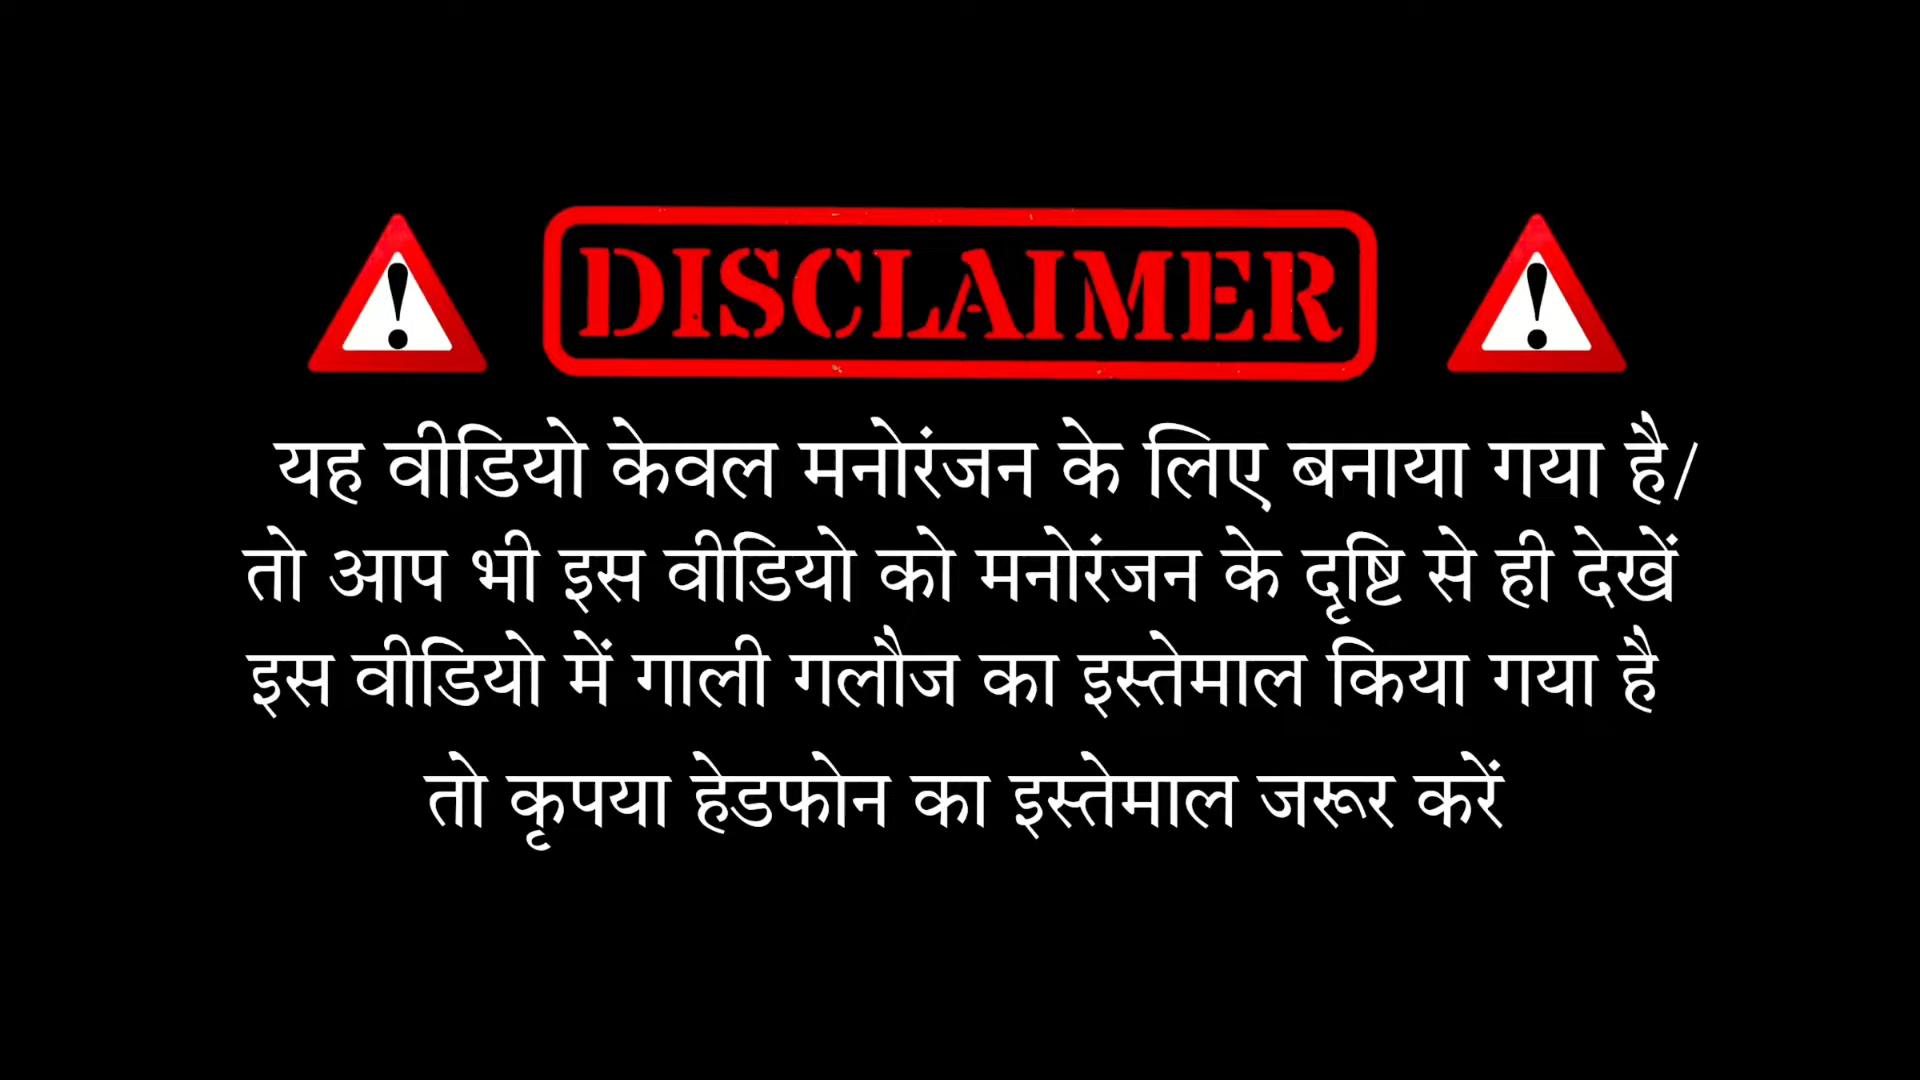 DISCLAIMER
यह वीडियो केवल मनोरंजन के लिए बनाया गया है/
तो आप भी इस वीडियो को मनोरंजन के दृष्टि से ही देखें
इस वीडियो में गाली गलौज का इस्तेमाल किया गया है
तो कृपया हेडफोन का इस्तेमाल जरूर करें